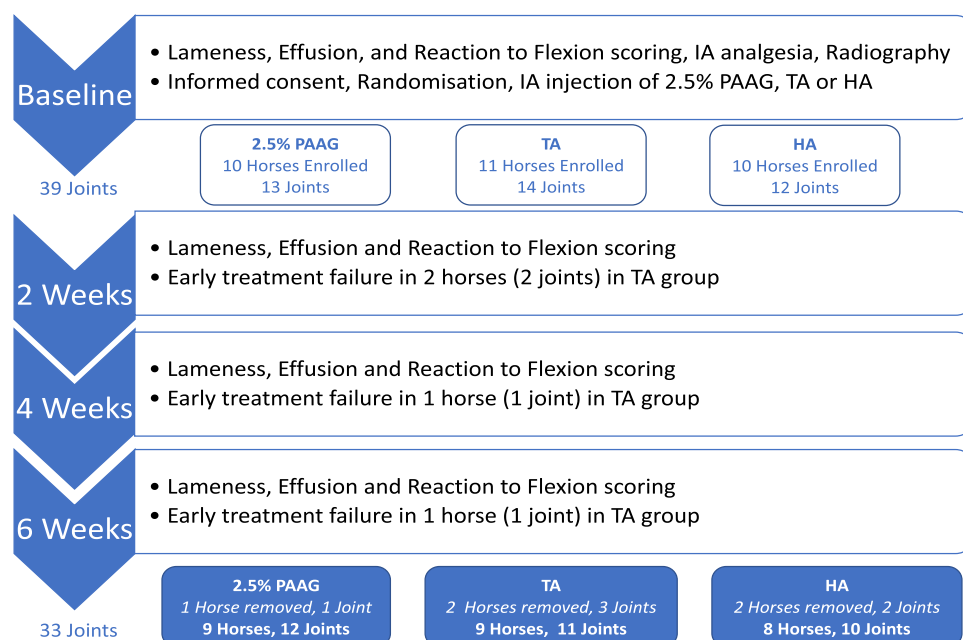 Baseline
• Lameness, Effusion, and Reaction to Flexion scoring, IA analgesia, Radiography
• Informed consent, Randomisation, IA injection of 2.5% PAAG, TA or HA
39 Joints
2.5% PAAG
10 Horses Enrolled
13 Joints
TA
11 Horses Enrolled
14 Joints
HA
10 Horses Enrolled
12 Joints
2 Weeks
• Lameness, Effusion and Reaction to Flexion scoring
• Early treatment failure in 2 horses (2 joints) in TA group
4 Weeks
• Lameness, Effusion and Reaction to Flexion scoring
• Early treatment failure in 1 horse (1 joint) in TA group
6 Weeks
• Lameness, Effusion and Reaction to Flexion scoring
• Early treatment failure in 1 horse (1 joint) in TA group
33 Joints
2.5% PAAG
1 Horse removed, 1 Joint
9 Horses, 12 Joints
TA
2 Horses removed, 3 Joints
9 Horses, 11 Joints
HA
2 Horses removed, 2 Joints
8 Horses, 10 Joints